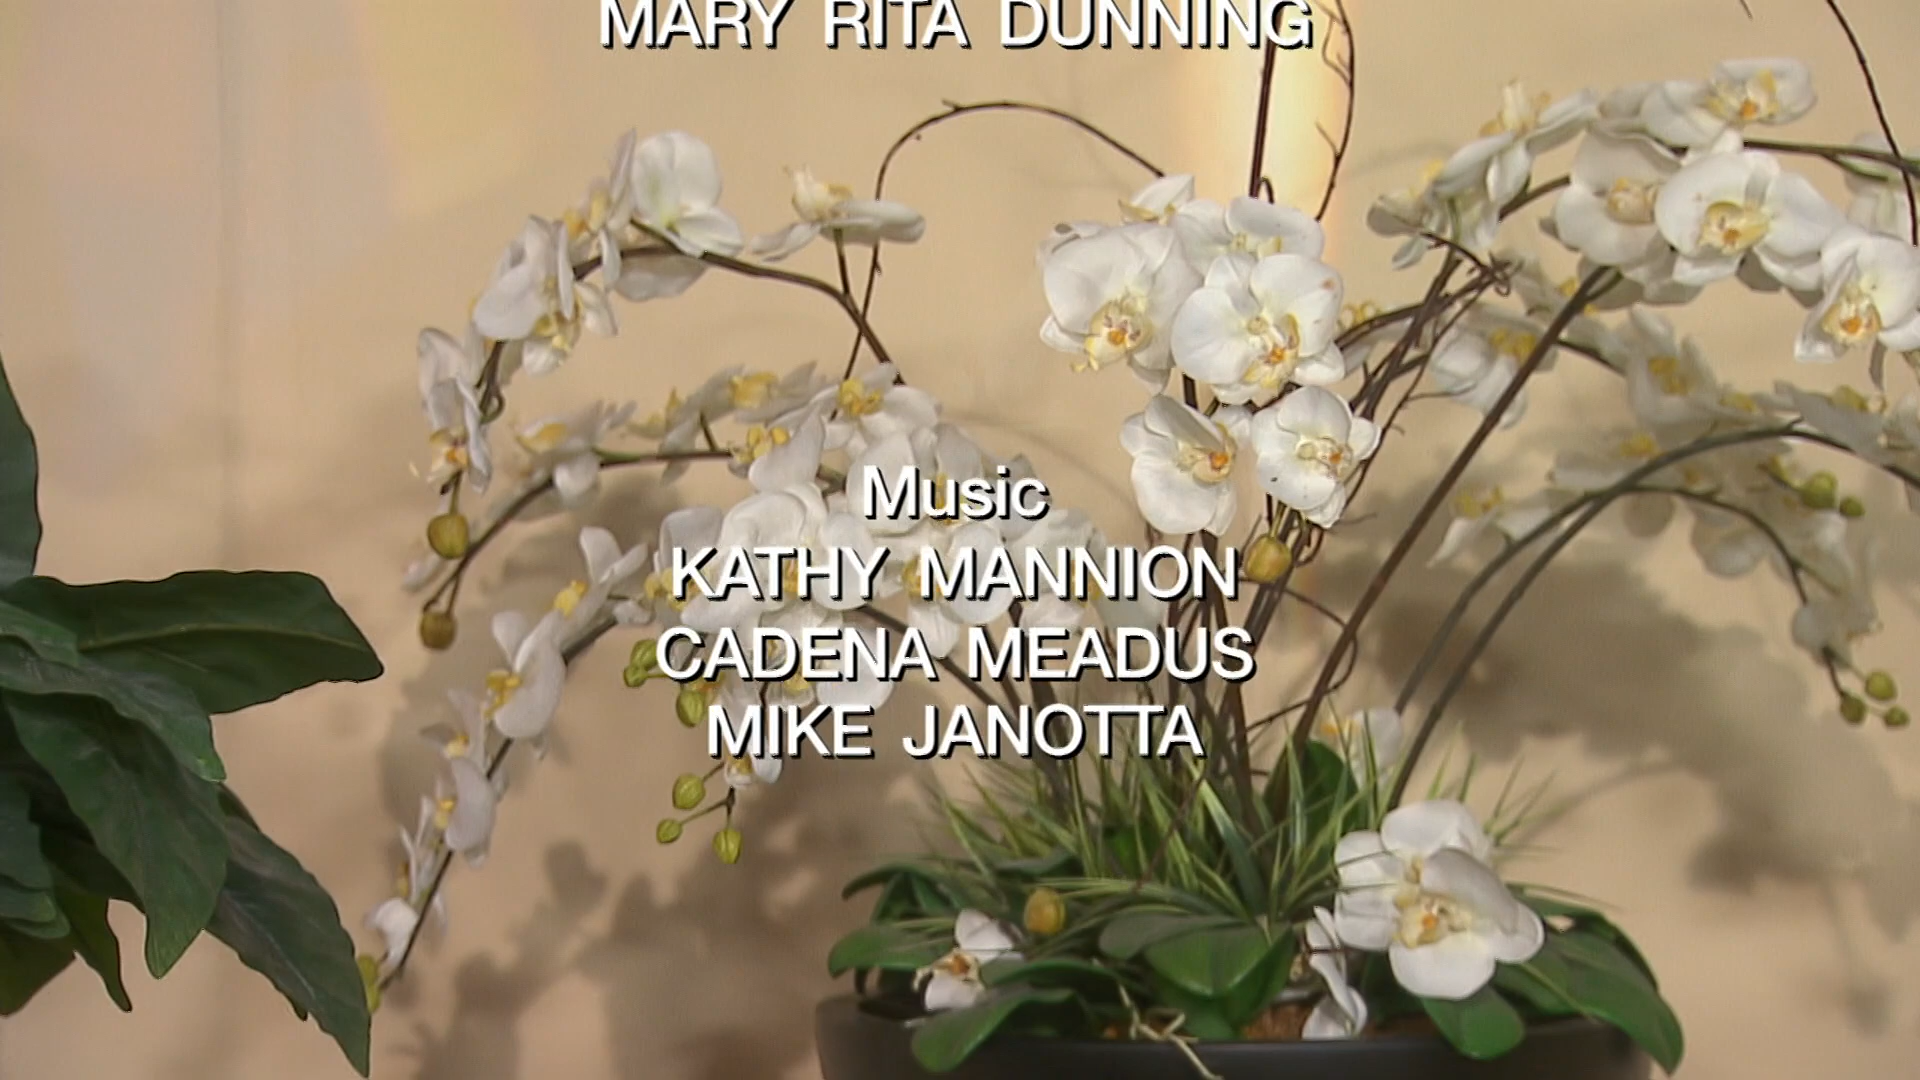 MARY RITA DUNNING
Music
KATHY MANNION
CADENA MEADUS
MIKE JANOTTA